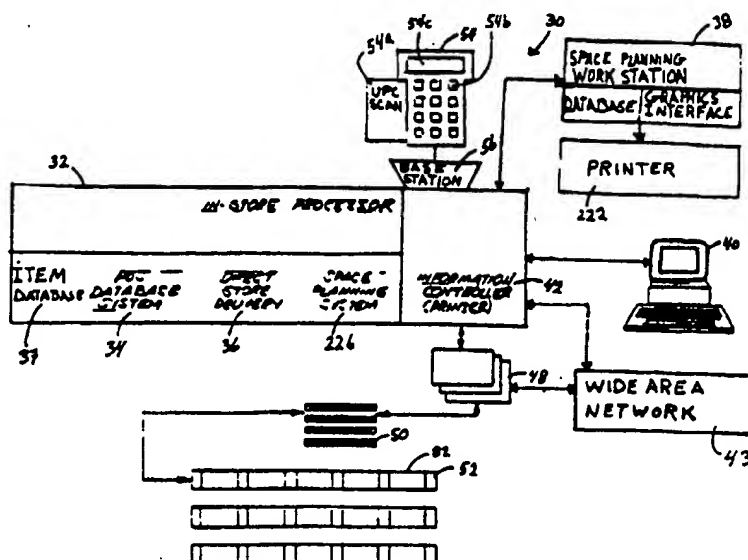 54c
54
54b
30
38
54a
UPC
SCAN
SPACE PLANNING
WORK STATION
DATABASE
GRAPHICS
INTERFACE
56
BASE
STATION
PRINTER
222
32
IN-STORE PROCESSOR
40
ITEM
DATABASE
DATABASE
SYSTEM
DIRECT
STORE
DELIVERY
SPACE
PLANNING
SYSTEM
INFORMATION
CONTROLLER
42
37
34
36
226
48
WIDE AREA
NETWORK
43
50
52